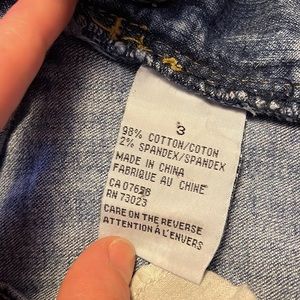 3
98% COTTON/COTON
2% SPANDEX/SPANDEX
MADE IN CHINA
FABRIQUE AU CHINE
CA 07658
RN 73023
CARE ON THE REVERSE
ATTENTION À L'ENVERS